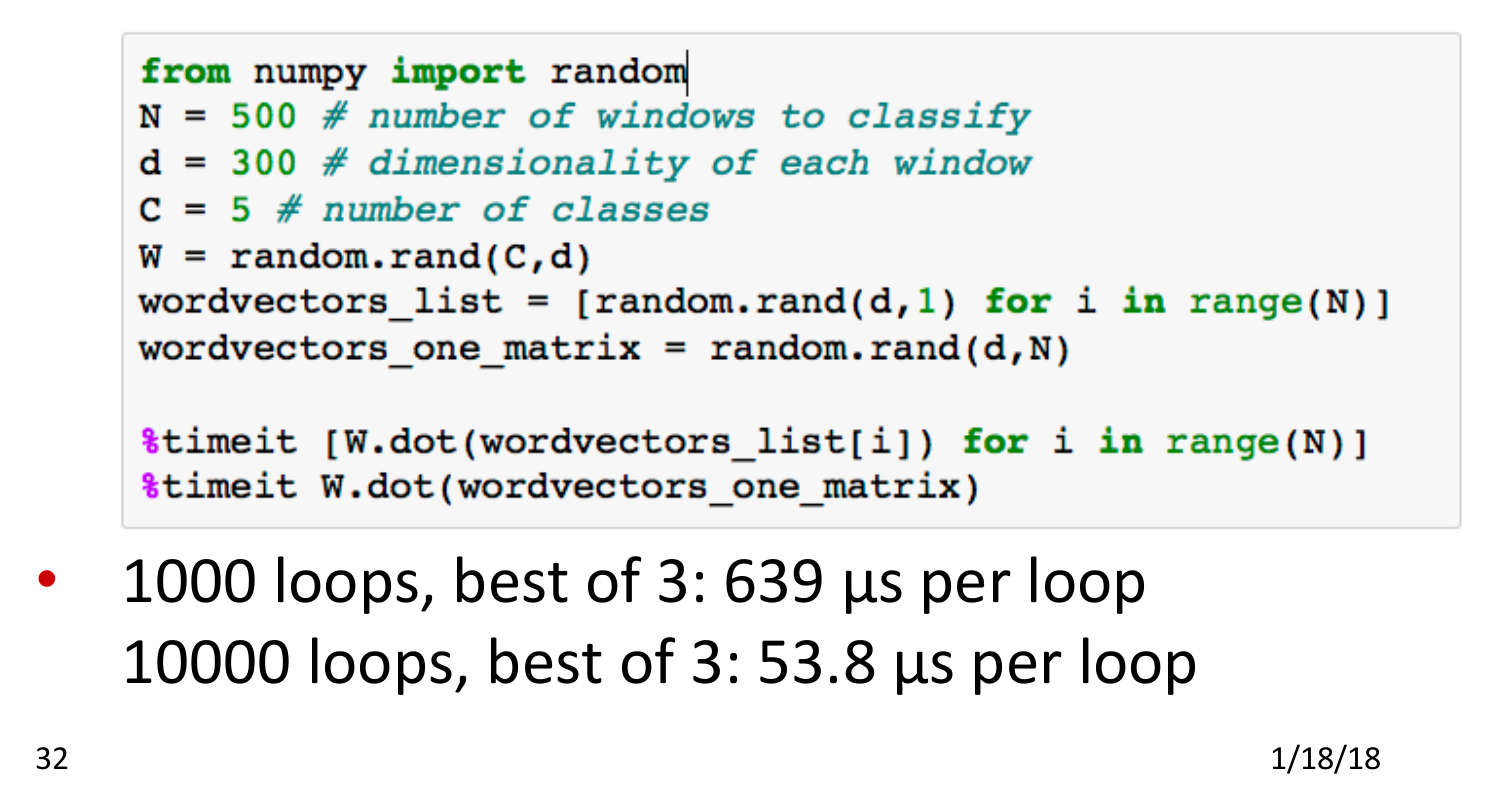 from numpy import random
N = 500 # number of windows to classify
d = 300 # dimensionality of each window
C = 5 # number of classes
W = random.rand(C,d)
wordvectors_list = [random.rand(d,1) for i in range(N)]
wordvectors_one_matrix = random.rand(d,N)
%timeit [W.dot(wordvectors_list[i]) for i in range(N)]
%timeit W.dot(wordvectors_one_matrix)
• 1000 loops, best of 3: 639 µs per loop
10000 loops, best of 3: 53.8 µs per loop
32 1/18/18